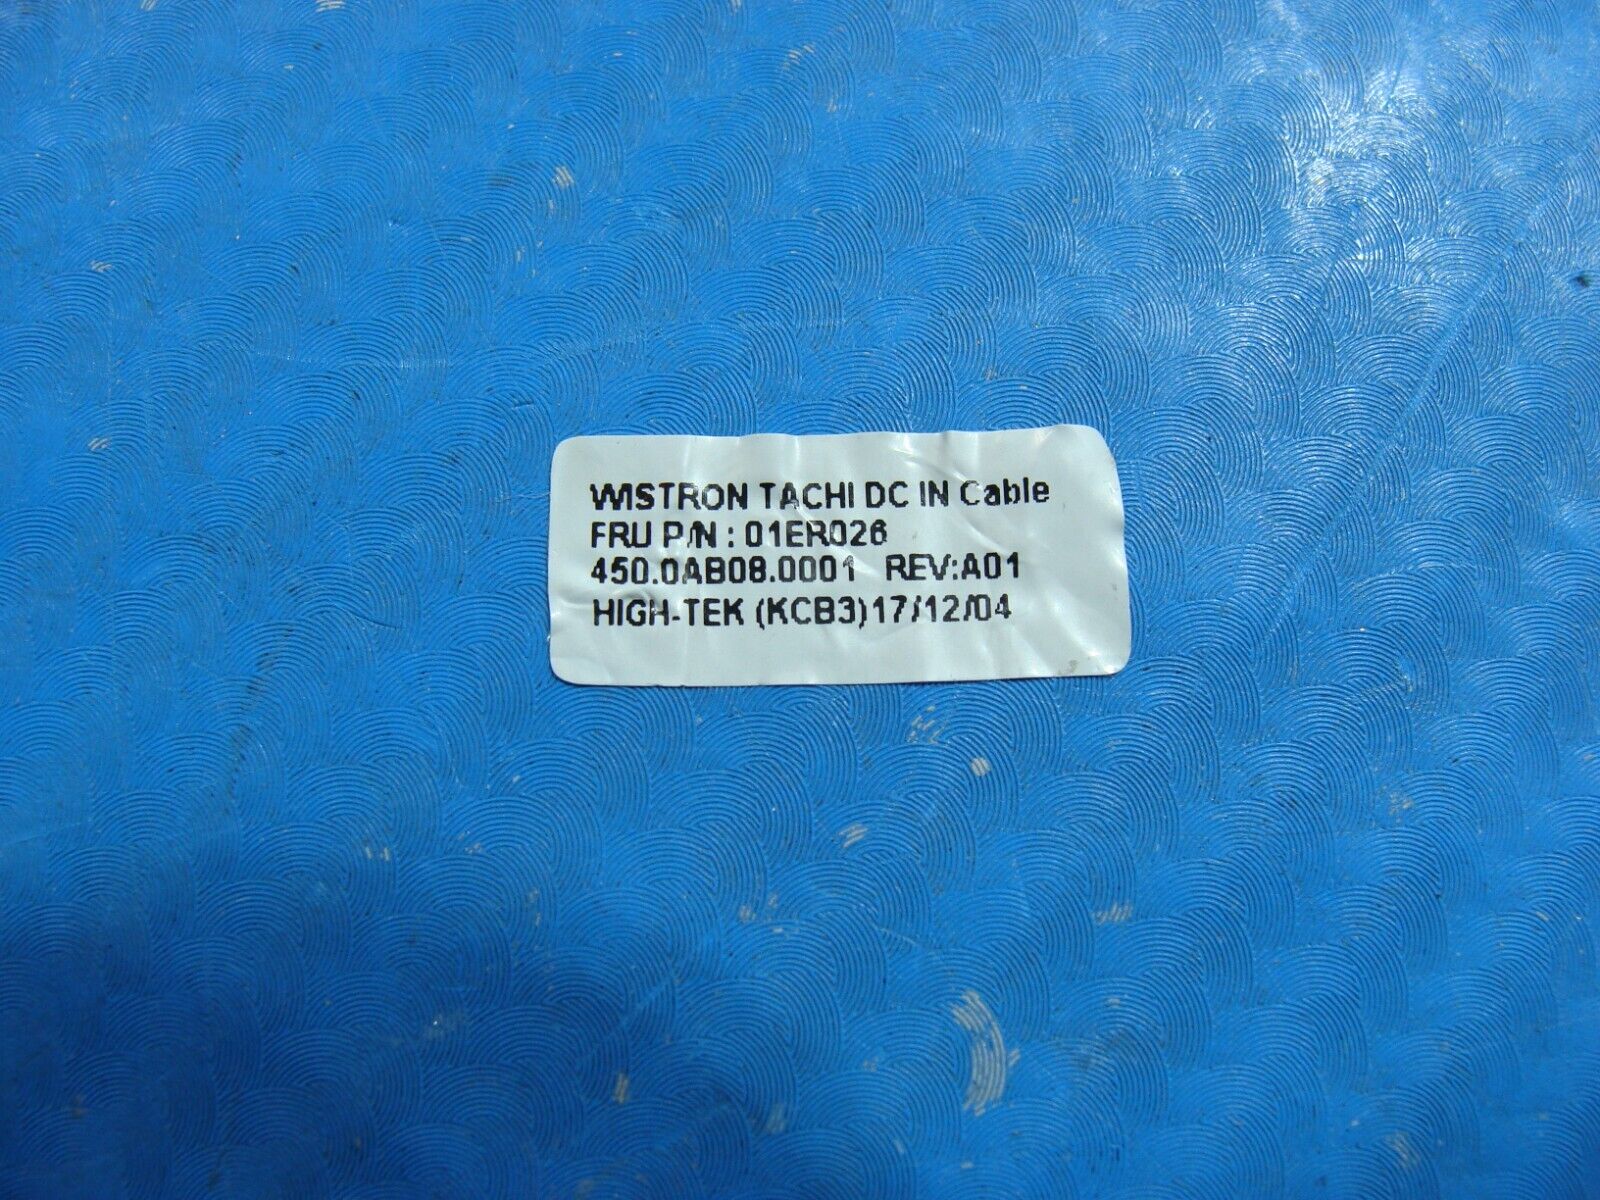 WISTRON TACHI DC IN Cable
FRU P/N : 01ER026
450.0AB08.0001 REV:A01
HIGH-TEK (KCB3)17/12/04